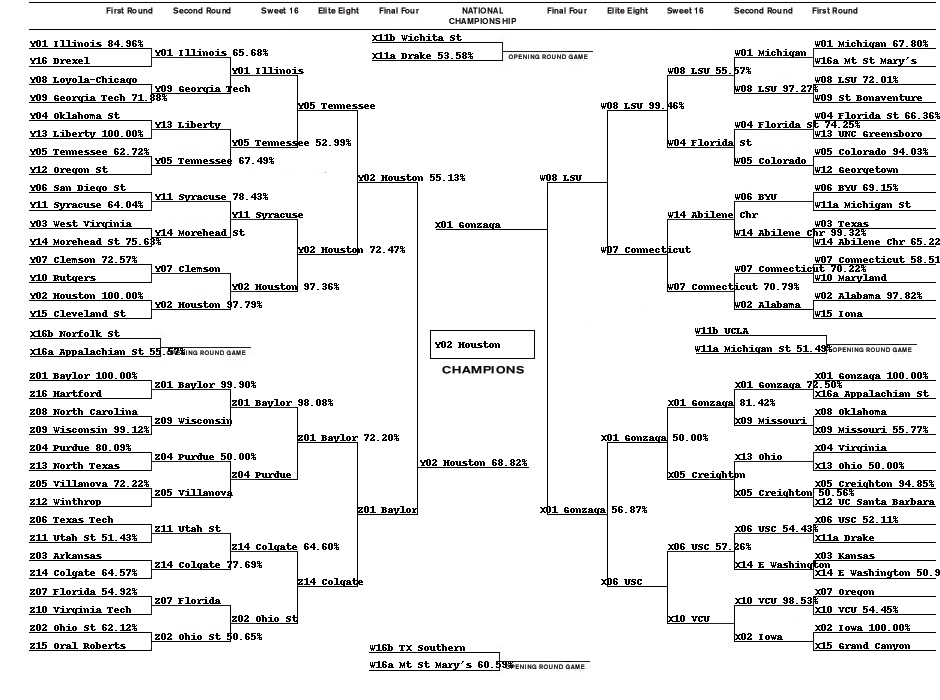 First Round Second Round Sweet 16 Elite Eight Final Four NATIONAL CHAMPIONSHIP Final Four Elite Eight Sweet 16 Second Round First Round
X11b Wichita St
X11a Drake 53.58%
OPENING ROUND GAME
Y01 Illinois 84.96%
Y16 Drexel
Y08 Loyola-Chicago
Y09 Georgia Tech 71.88%
Y04 Oklahoma St
Y13 Liberty 100.00%
Y05 Tennessee 62.72%
Y12 Oregon St
Y06 San Diego St
Y11 Syracuse 64.04%
Y03 West Virginia
Y14 Morehead St 75.63%
Y07 Clemson 72.57%
Y10 Rutgers
Y02 Houston 100.00%
Y15 Cleveland St
Y01 Illinois 65.68%
Y09 Georgia Tech
Y13 Liberty
Y05 Tennessee 67.49%
Y11 Syracuse 78.43%
Y14 Morehead St
Y07 Clemson
Y02 Houston 97.79%
Y01 Illinois
Y05 Tennessee 52.99%
Y11 Syracuse
Y02 Houston 97.36%
Y05 Tennessee
Y02 Houston 72.47%
Y02 Houston 55.13%
X16b Norfolk St
X16a Appalachian St 55.57%
OPENING ROUND GAME
Z01 Baylor 100.00%
Z16 Hartford
Z08 North Carolina
Z09 Wisconsin 99.12%
Z04 Purdue 80.09%
Z13 North Texas
Z05 Villanova 72.22%
Z12 Winthrop
Z06 Texas Tech
Z11 Utah St 51.43%
Z03 Arkansas
Z14 Colgate 64.57%
Z07 Florida 54.92%
Z10 Virginia Tech
Z02 Ohio St 62.12%
Z15 Oral Roberts
Z01 Baylor 99.90%
Z09 Wisconsin
Z04 Purdue 50.00%
Z05 Villanova
Z11 Utah St
Z14 Colgate 77.69%
Z07 Florida
Z02 Ohio St 50.65%
Z01 Baylor 98.08%
Z04 Purdue
Z14 Colgate 64.60%
Z02 Ohio St
Z01 Baylor 72.20%
Z14 Colgate
Z01 Baylor
X01 Gonzaga
Y02 Houston
CHAMPIONS
Y02 Houston 68.82%
W08 LSU
X01 Gonzaga 56.87%
W08 LSU 99.46%
W07 Connecticut
W08 LSU 55.57%
W04 Florida St
W14 Abilene Chr
W07 Connecticut 70.79%
W01 Michigan
W08 LSU 97.27%
W04 Florida St 74.25%
W05 Colorado
W06 BYU
W14 Abilene Chr 99.32%
W07 Connecticut 70.22%
W02 Alabama
W01 Michigan 67.80%
W16a Mt St Mary's
W08 LSU 72.01%
W09 St Bonaventure
W04 Florida St 66.36%
W13 UNC Greensboro
W05 Colorado 94.03%
W12 Georgetown
W06 BYU 69.15%
W11a Michigan St
W03 Texas
W14 Abilene Chr 65.22
W07 Connecticut 58.51
W10 Maryland
W02 Alabama 97.82%
W15 Iona
W11b UCLA
W11a Michigan St 51.49%
OPENING ROUND GAME
X01 Gonzaga 50.00%
X06 USC
X01 Gonzaga 81.42%
X05 Creighton
X06 USC 57.26%
X10 VCU
X01 Gonzaga 72.50%
X09 Missouri
X13 Ohio
X05 Creighton 50.56%
X06 USC 54.43%
X14 E Washington
X10 VCU 98.53%
X02 Iowa
X01 Gonzaga 100.00%
X16a Appalachian St
X08 Oklahoma
X09 Missouri 55.77%
X04 Virginia
X13 Ohio 50.00%
X05 Creighton 94.85%
X12 UC Santa Barbara
X06 USC 52.11%
X11a Drake
X03 Kansas
X14 E Washington 50.9
X07 Oregon
X10 VCU 54.45%
X02 Iowa 100.00%
X15 Grand Canyon
W16b TX Southern
W16a Mt St Mary's 60.59%
OPENING ROUND GAME